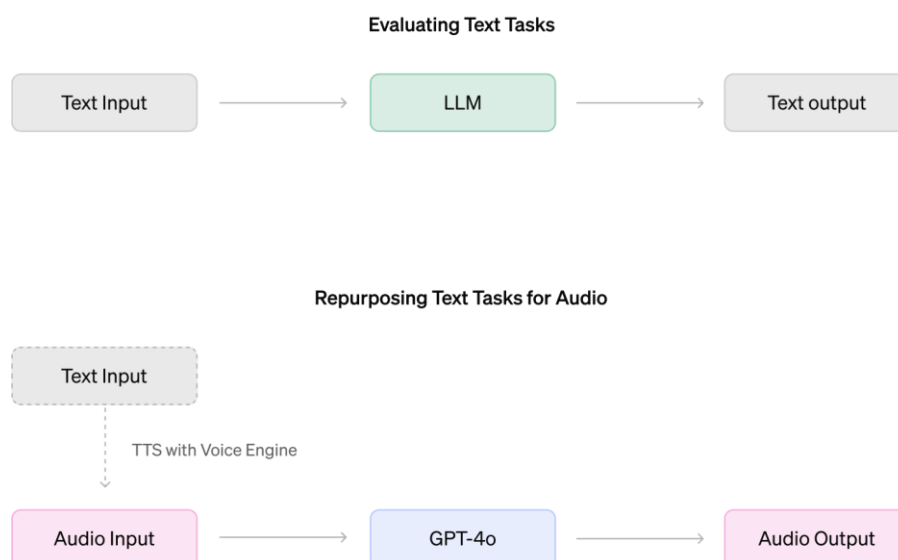 Evaluating Text Tasks
Text Input
LLM
Text output
Repurposing Text Tasks for Audio
Text Input
TTS with Voice Engine
Audio Input
GPT-4o
Audio Output